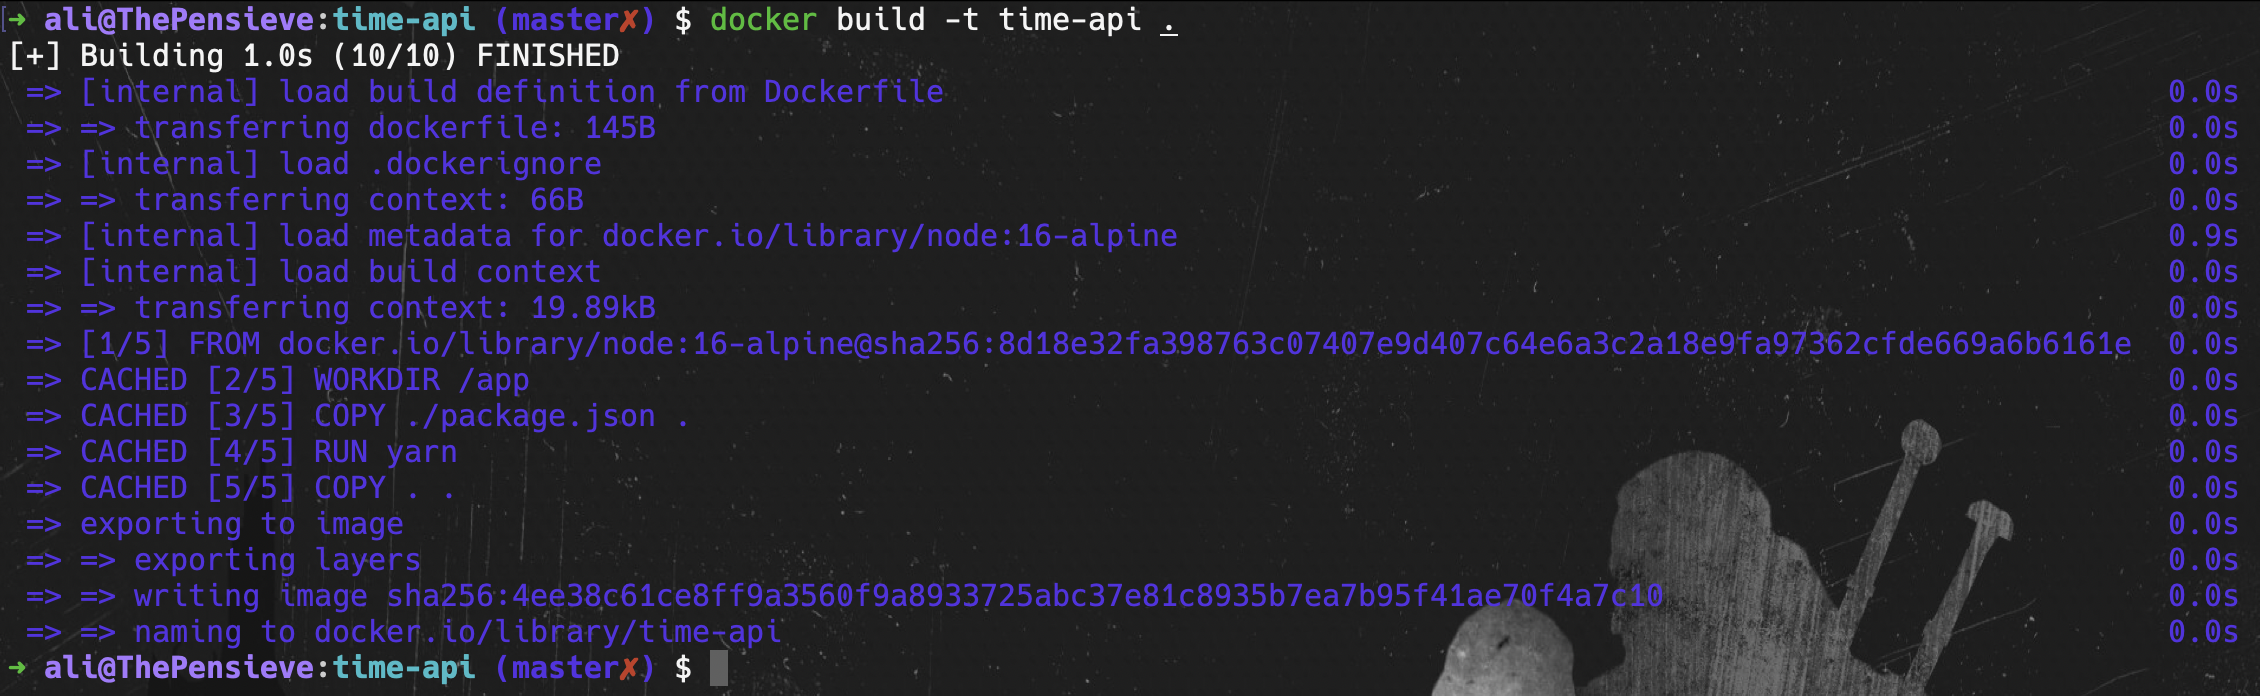 ➜ ali@ThePensieve:time-api (master✗) $ docker build -t time-api .
[+] Building 1.0s (10/10) FINISHED
=> [internal] load build definition from Dockerfile 0.0s
=> => transferring dockerfile: 145B 0.0s
=> [internal] load .dockerignore 0.0s
=> => transferring context: 66B 0.0s
=> [internal] load metadata for docker.io/library/node:16-alpine 0.9s
=> [internal] load build context 0.0s
=> => transferring context: 19.89kB 0.0s
=> [1/5] FROM docker.io/library/node:16-alpine@sha256:8d18e32fa398763c07407e9d407c64e6a3c2a18e9fa97362cfde669a6b6161e 0.0s
=> CACHED [2/5] WORKDIR /app 0.0s
=> CACHED [3/5] COPY ./package.json . 0.0s
=> CACHED [4/5] RUN yarn 0.0s
=> CACHED [5/5] COPY . . 0.0s
=> exporting to image 0.0s
=> => exporting layers 0.0s
=> => writing image sha256:4ee38c61ce8ff9a3560f9a8933725abc37e81c8935b7ea7b95f41ae70f4a7c10 0.0s
=> => naming to docker.io/library/time-api 0.0s
➜ ali@ThePensieve:time-api (master✗) $